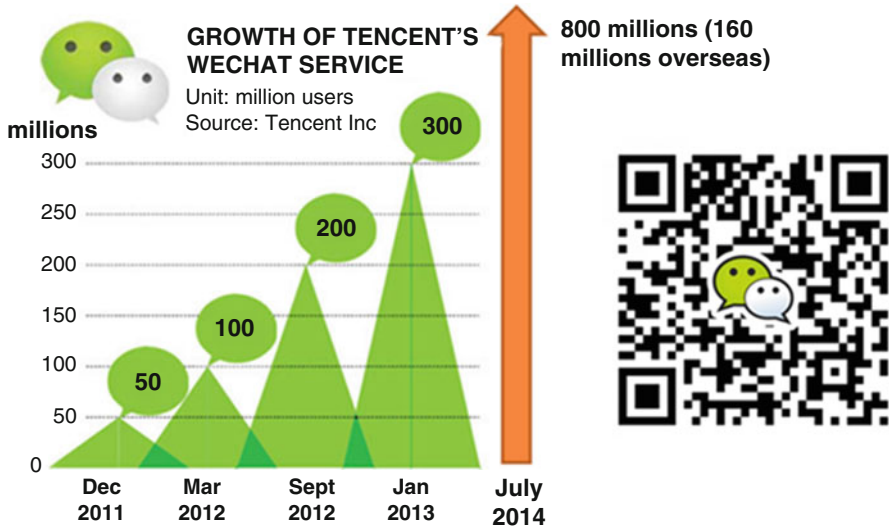 GROWTH OF TENCENT'S
WECHAT SERVICE
Unit: million users
Source: Tencent Inc
800 millions (160
millions overseas)
millions
300
250
200
150
100
50
0
50
100
200
300
Dec
2011
Mar
2012
Sept
2012
Jan
2013
July
2014